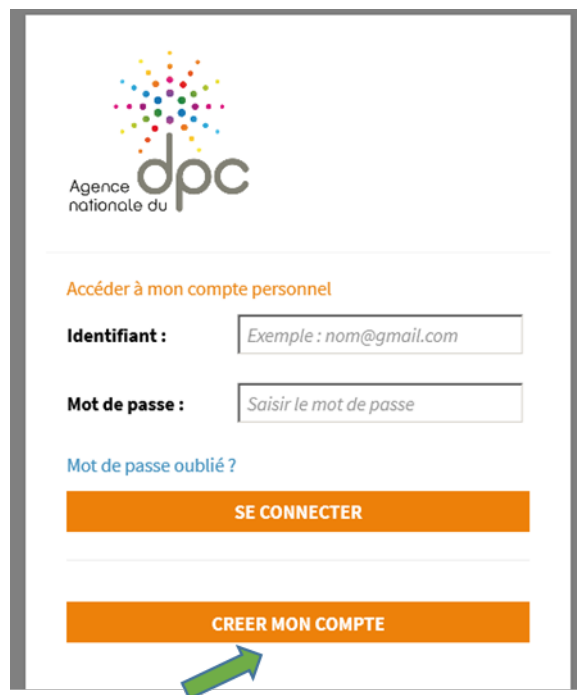 Agence dpc
nationale du
Accéder à mon compte personnel
Identifiant : Exemple : nom@gmail.com
Mot de passe : Saisir le mot de passe
Mot de passe oublié ?
SE CONNECTER
CREER MON COMPTE